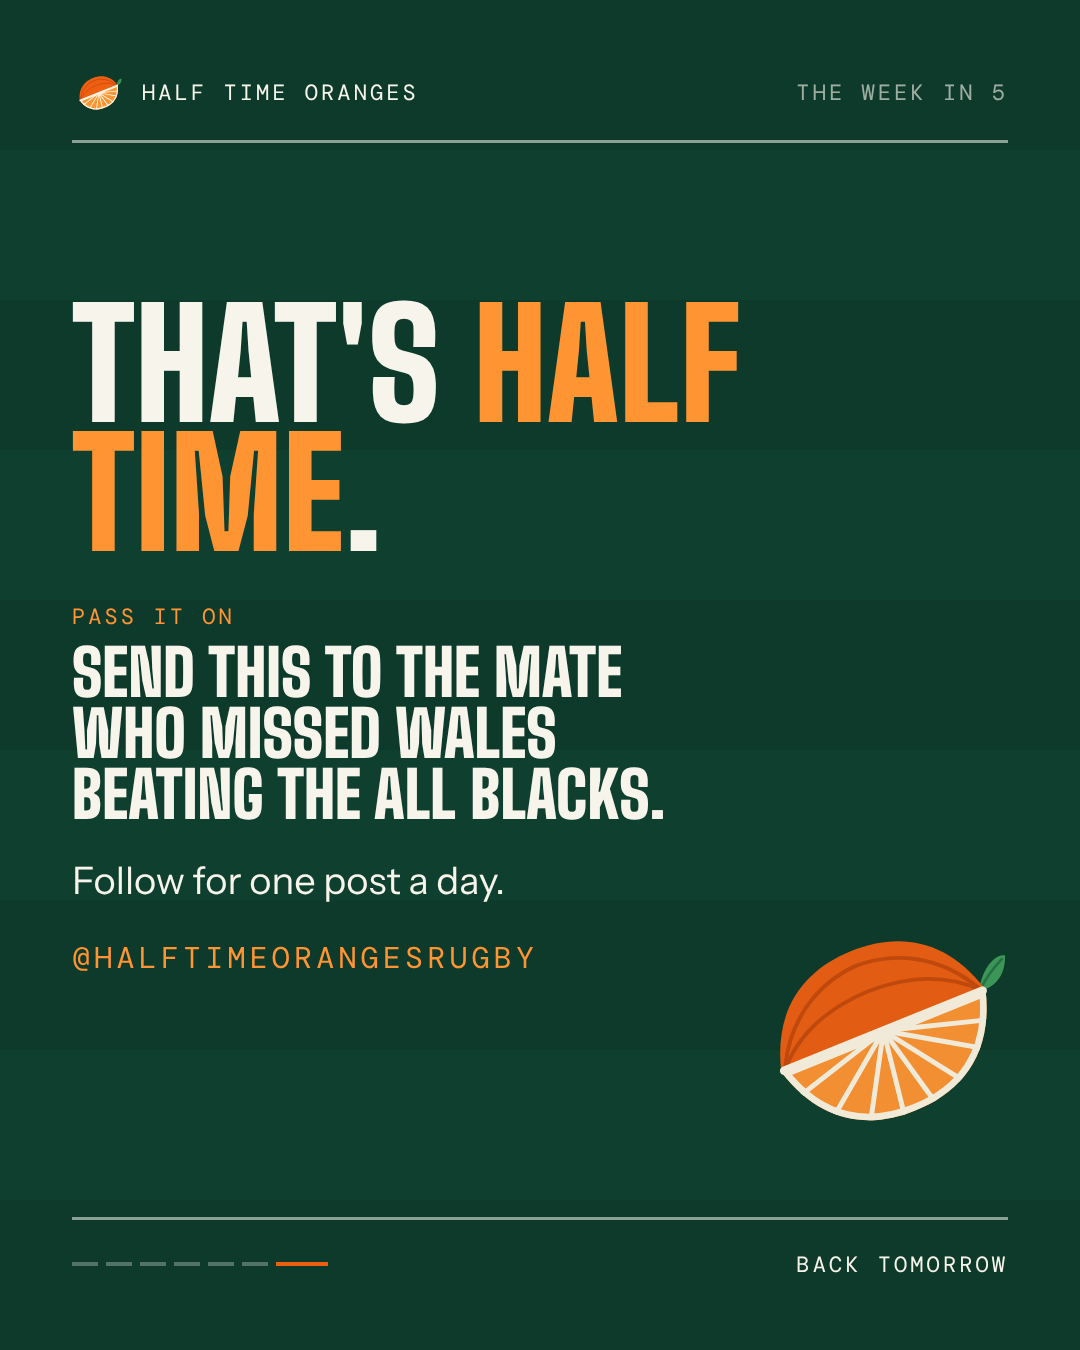 HALF TIME ORANGES
THE WEEK IN 5
THAT'S HALF
TIME.
PASS IT ON
SEND THIS TO THE MATE
WHO MISSED WALES
BEATING THE ALL BLACKS.
Follow for one post a day.
@HALFTIMEORANGESRUGBY
BACK TOMORROW